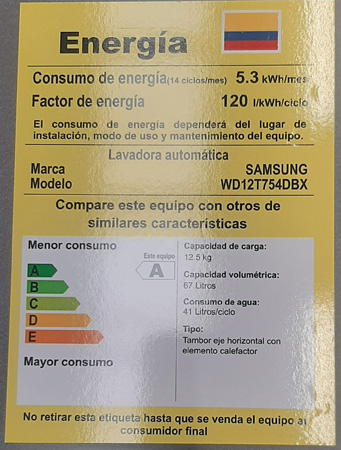 Energía
Consumo de energía(14 ciclos/mes) 5.3 kWh/mes
Factor de energía 120 l/kWh/ciclo
El consumo de energía dependerá del lugar de
instalación, modo de uso y mantenimiento del equipo.
Lavadora automática
Marca SAMSUNG
Modelo WD12T754DBX
Compare este equipo con otros de
similares características
Menor consumo
Este equipo
A
A
B
C
D
E
Mayor consumo
Capacidad de carga:
12.5 kg
Capacidad volumétrica:
67 Litros
Consumo de agua:
41 Litros/ciclo
Tipo:
Tambor eje horizontal con
elemento calefactor
No retirar esta etiqueta hasta que se venda el equipo al
consumidor final